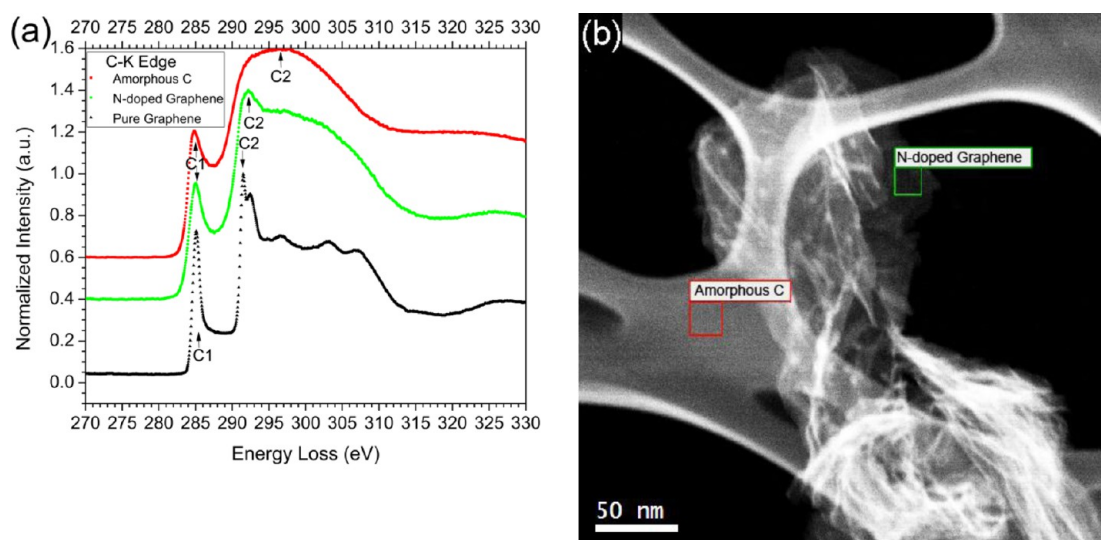 (a)
270 275 280 285 290 295 300 305 310 315 320 325 330
1.6
1.4
1.2
1.0
0.8
0.6
0.4
0.2
0.0
Normalized Intensity (a.u.)
C-K Edge
Amorphous C
N-doped Graphene
Pure Graphene
C2
C1
C2
C2
C1
270 275 280 285 290 295 300 305 310 315 320 325 330
Energy Loss (eV)
(b)
N-doped Graphene
Amorphous C
50 nm